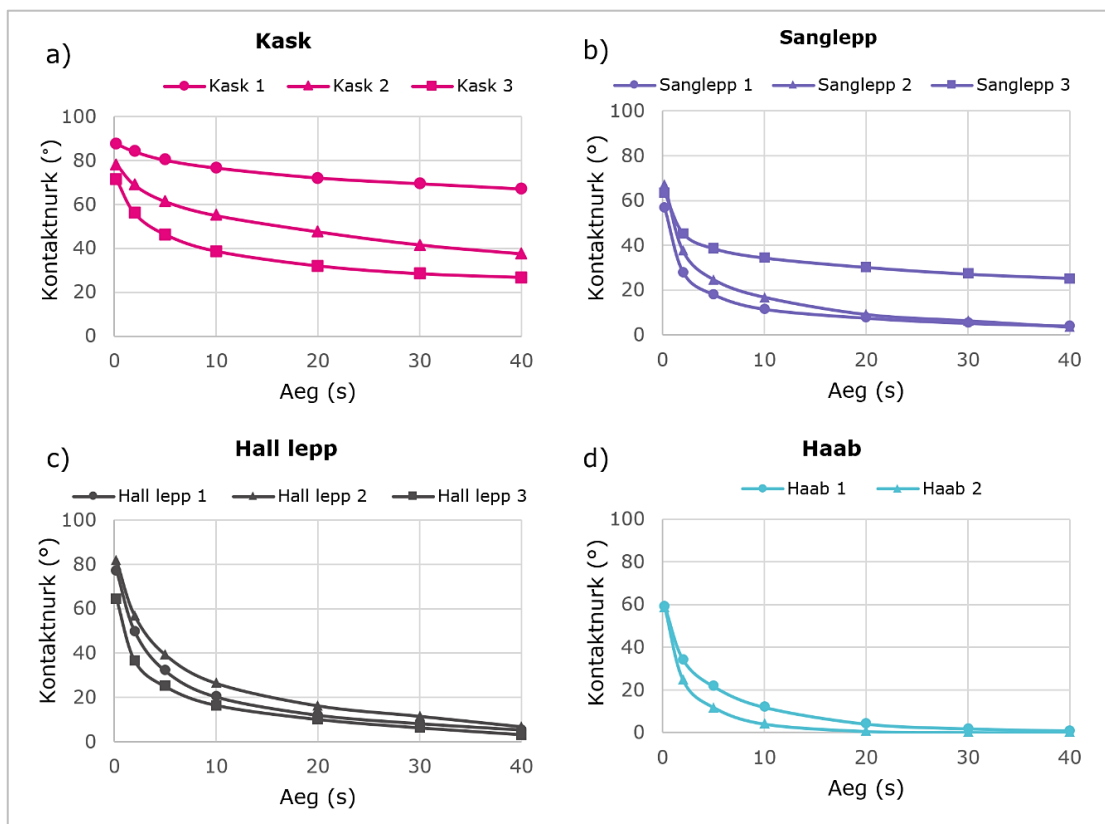 a)
Kask
Kask 1 Kask 2 Kask 3
Kontaktnurk (°)
100
80
60
40
20
0
0 10 20 30 40
Aeg (s)
b)
Sanglepp
Sanglepp 1 Sanglepp 2 Sanglepp 3
Kontaktnurk (°)
100
80
60
40
20
0
0 10 20 30 40
Aeg (s)
c)
Hall lepp
Hall lepp 1 Hall lepp 2 Hall lepp 3
Kontaktnurk (°)
100
80
60
40
20
0
0 10 20 30 40
Aeg (s)
d)
Haab
Haab 1 Haab 2
Kontaktnurk (°)
100
80
60
40
20
0
0 10 20 30 40
Aeg (s)